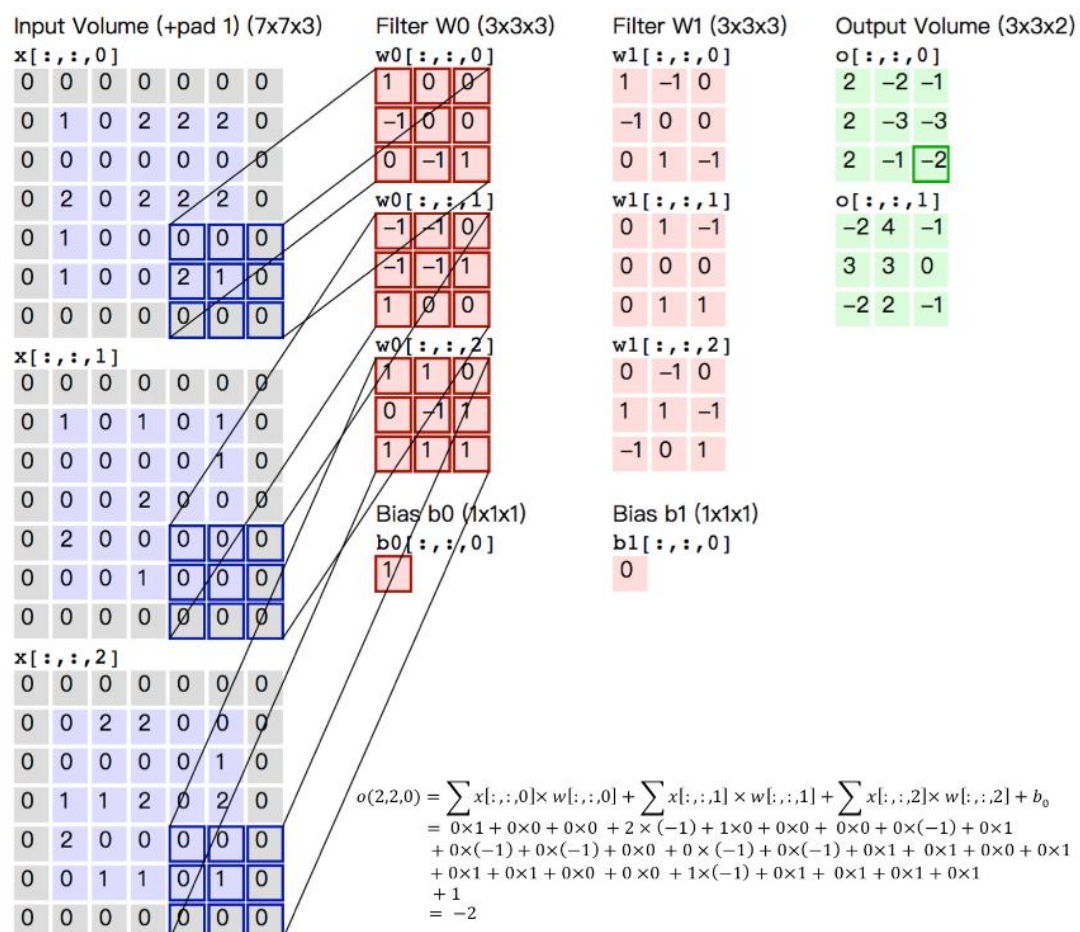 Input Volume (+pad 1) (7x7x3)
x[:,:,0]
0 0 0 0 0 0 0
0 1 0 2 2 2 0
0 0 0 0 0 0 0
0 2 0 2 2 2 0
0 1 0 0 0 0 0
0 1 0 0 2 1 0
0 0 0 0 0 0 0
x[:,:,1]
0 0 0 0 0 0 0
0 1 0 1 0 1 0
0 0 0 0 0 1 0
0 0 0 2 0 0 0
0 2 0 0 0 0 0
0 0 0 1 0 0 0
0 0 0 0 0 0 0
x[:,:,2]
0 0 0 0 0 0 0
0 0 2 2 0 0 0
0 0 0 0 0 1 0
0 1 1 2 0 2 0
0 2 0 0 0 0 0
0 0 1 1 0 1 0
0 0 0 0 0 0 0
Filter W0 (3x3x3)
w0[:,:,0]
1 0 0
−1 0 0
0 −1 1
w0[:,:,1]
−1 −1 0
−1 −1 1
1 0 0
w0[:,:,2]
1 1 0
0 −1 1
1 1 1
Bias b0 (1x1x1)
b0[:,:,0]
1
Filter W1 (3x3x3)
w1[:,:,0]
1 −1 0
−1 0 0
0 1 −1
w1[:,:,1]
0 1 −1
0 0 0
0 1 1
w1[:,:,2]
0 −1 0
1 1 −1
−1 0 1
Bias b1 (1x1x1)
b1[:,:,0]
0
Output Volume (3x3x2)
o[:,:,0]
2 −2 −1
2 −3 −3
2 −1 −2
o[:,:,1]
−2 4 −1
3 3 0
−2 2 −1
o(2,2,0) = ∑ x[:,:,0]× w[:,:,0] + ∑ x[:,:,1] × w[:,:,1] + ∑ x[:,:,2]× w[:,:,2] + b₀
= 0×1 + 0×0 + 0×0 + 2 × (−1) + 1×0 + 0×0 + 0×0 + 0×(−1) + 0×1
+ 0×(−1) + 0×(−1) + 0×0 + 0 × (−1) + 0×(−1) + 0×1 + 0×1 + 0×0 + 0×1
+ 0×1 + 0×1 + 0×0 + 0 ×0 + 1×(−1) + 0×1 + 0×1 + 0×1 + 0×1
+ 1
= −2